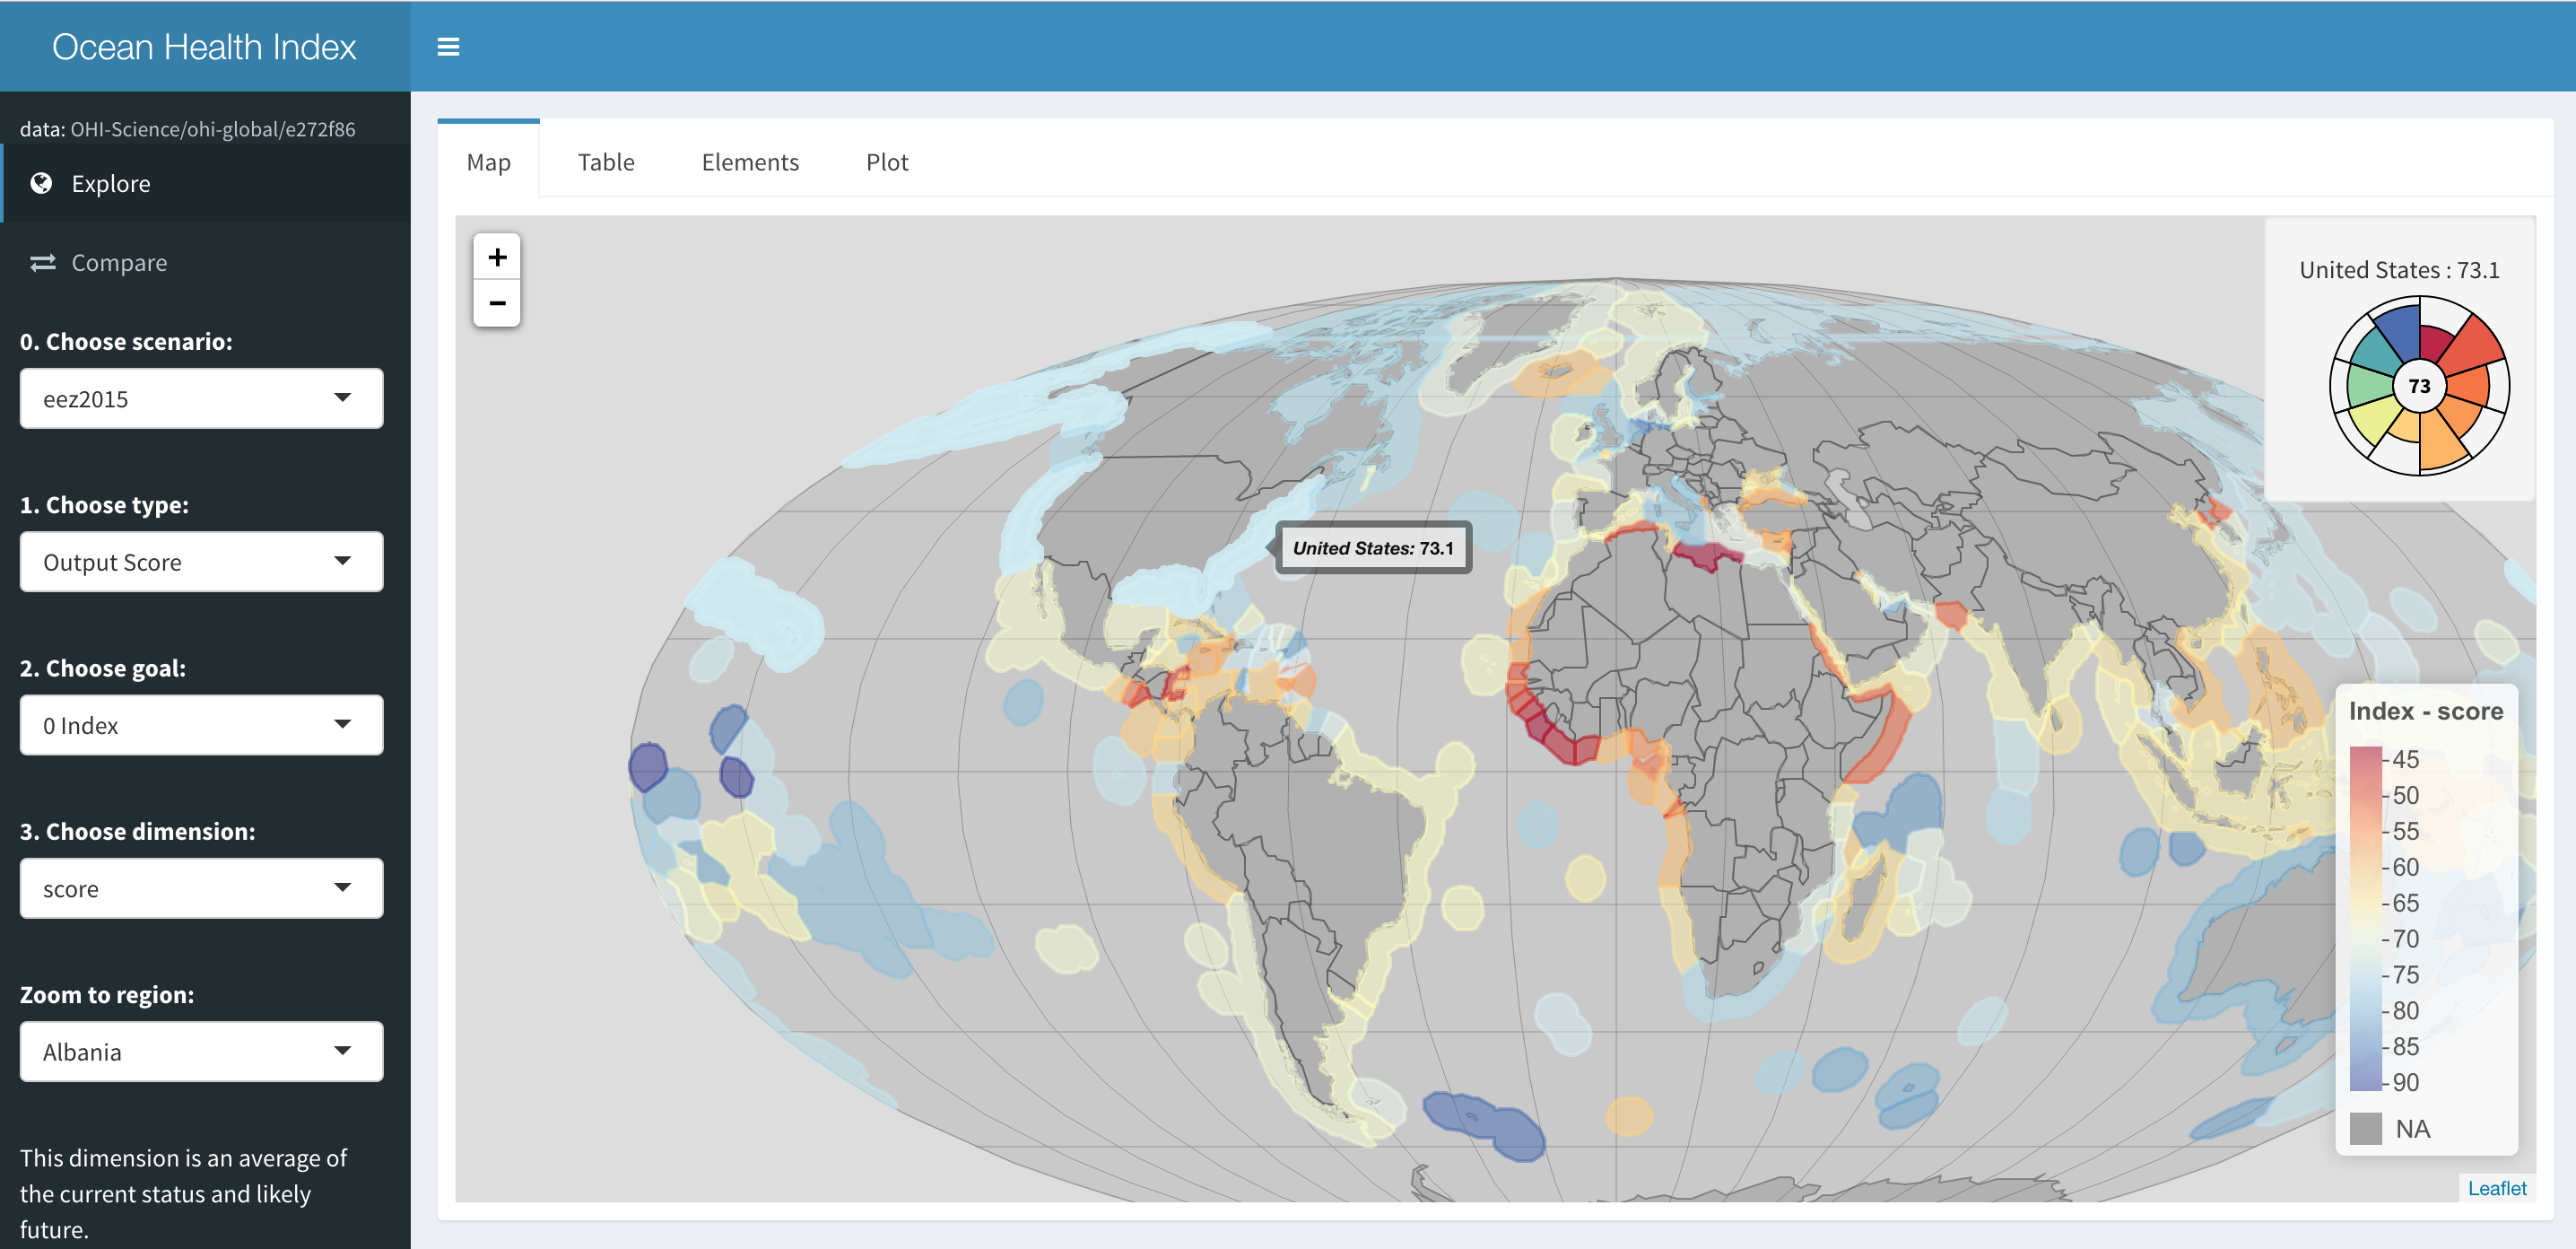 Ocean Health Index
data: OHI-Science/ohi-global/e272f86
Explore
Compare
0. Choose scenario:
eez2015
1. Choose type:
Output Score
2. Choose goal:
0 Index
3. Choose dimension:
score
Zoom to region:
Albania
This dimension is an average of
the current status and likely
future.
Map Table Elements Plot
+
−
United States: 73.1
United States : 73.1
73
Index - score
45
50
55
60
65
70
75
80
85
90
NA
Leaflet